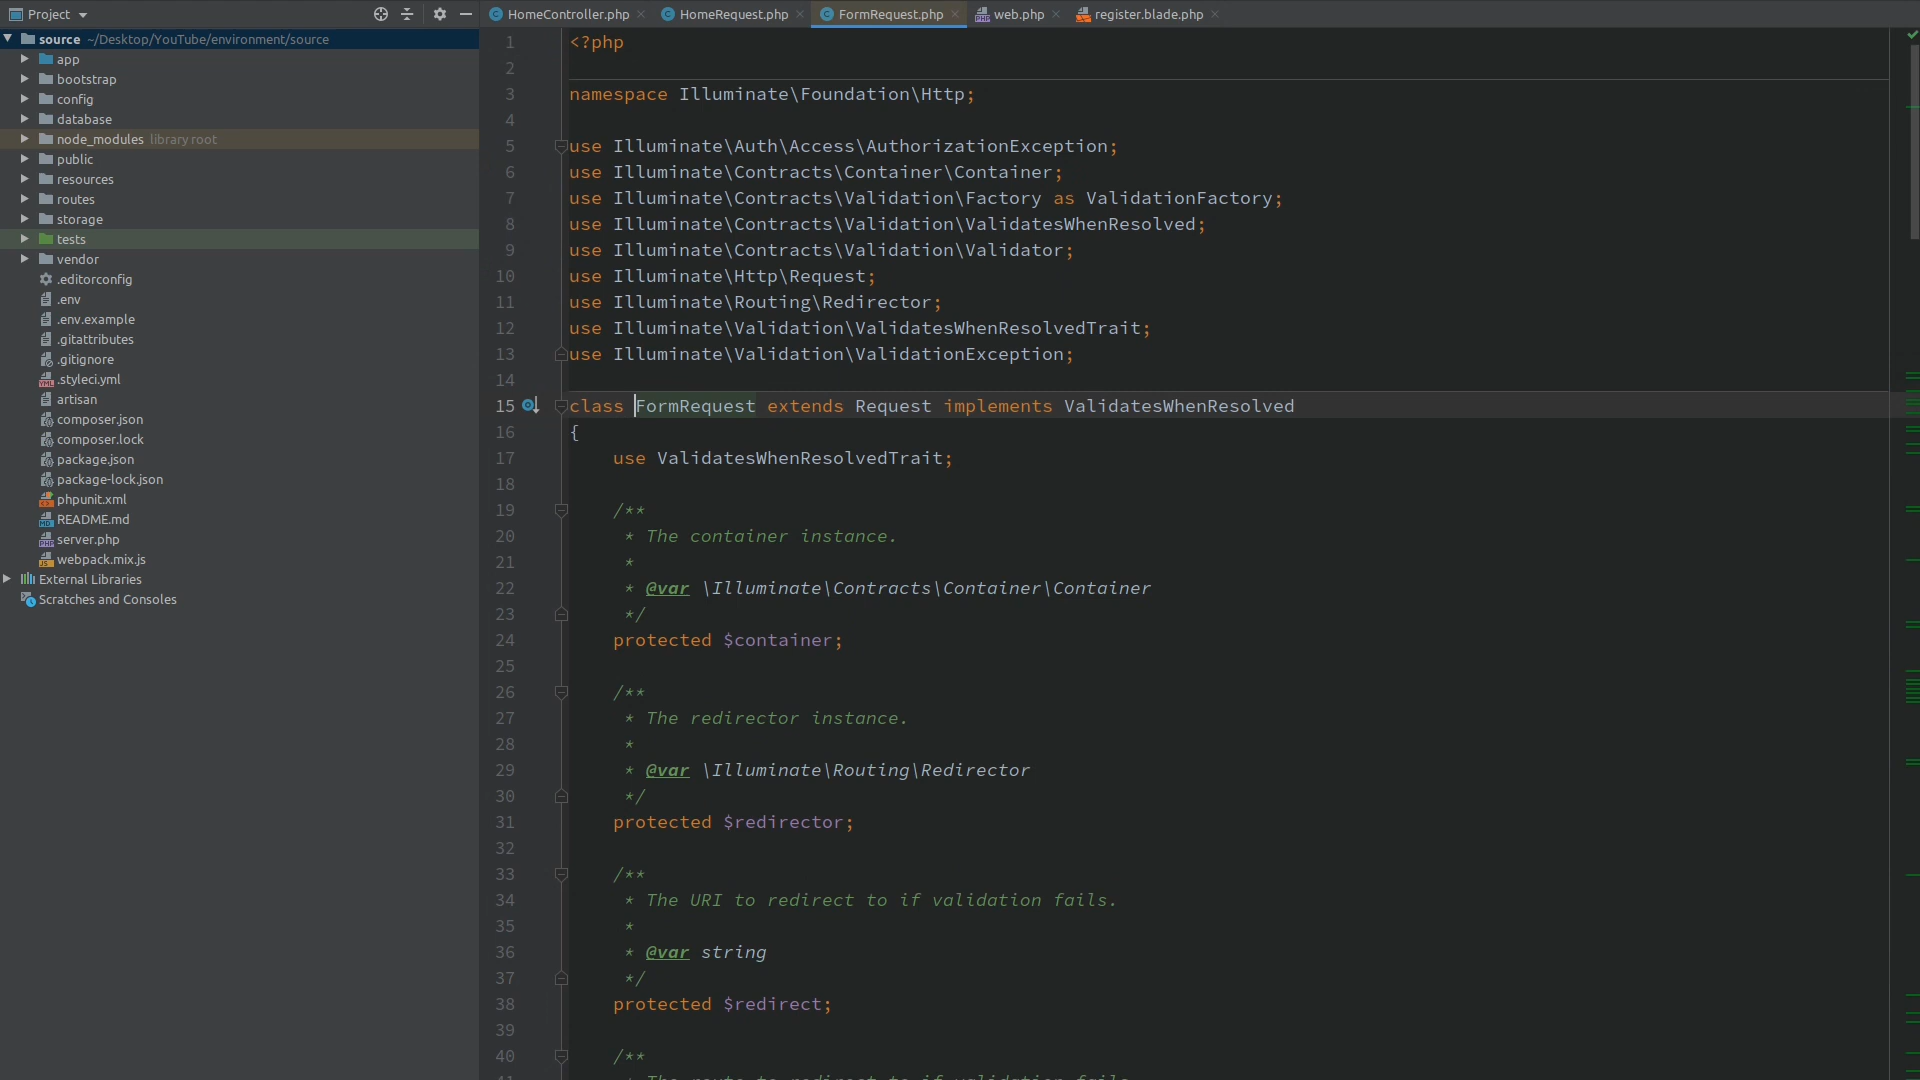 Project
HomeController.php
HomeRequest.php
FormRequest.php
web.php
register.blade.php
source ~/Desktop/YouTube/environment/source
app
bootstrap
config
database
node_modules library root
public
resources
routes
storage
tests
vendor
.editorconfig
.env
.env.example
.gitattributes
.gitignore
.styleci.yml
artisan
composer.json
composer.lock
package.json
package-lock.json
phpunit.xml
README.md
server.php
webpack.mix.js
External Libraries
Scratches and Consoles
1 <?php
2
3 namespace Illuminate\Foundation\Http;
4
5 use Illuminate\Auth\Access\AuthorizationException;
6 use Illuminate\Contracts\Container\Container;
7 use Illuminate\Contracts\Validation\Factory as ValidationFactory;
8 use Illuminate\Contracts\Validation\ValidatesWhenResolved;
9 use Illuminate\Contracts\Validation\Validator;
10 use Illuminate\Http\Request;
11 use Illuminate\Routing\Redirector;
12 use Illuminate\Validation\ValidatesWhenResolvedTrait;
13 use Illuminate\Validation\ValidationException;
14
15 class FormRequest extends Request implements ValidatesWhenResolved
16 {
17 use ValidatesWhenResolvedTrait;
18
19 /**
20 * The container instance.
21 *
22 * @var \Illuminate\Contracts\Container\Container
23 */
24 protected $container;
25
26 /**
27 * The redirector instance.
28 *
29 * @var \Illuminate\Routing\Redirector
30 */
31 protected $redirector;
32
33 /**
34 * The URI to redirect to if validation fails.
35 *
36 * @var string
37 */
38 protected $redirect;
39
40 /**
41 * The route to redirect to if validation fails.